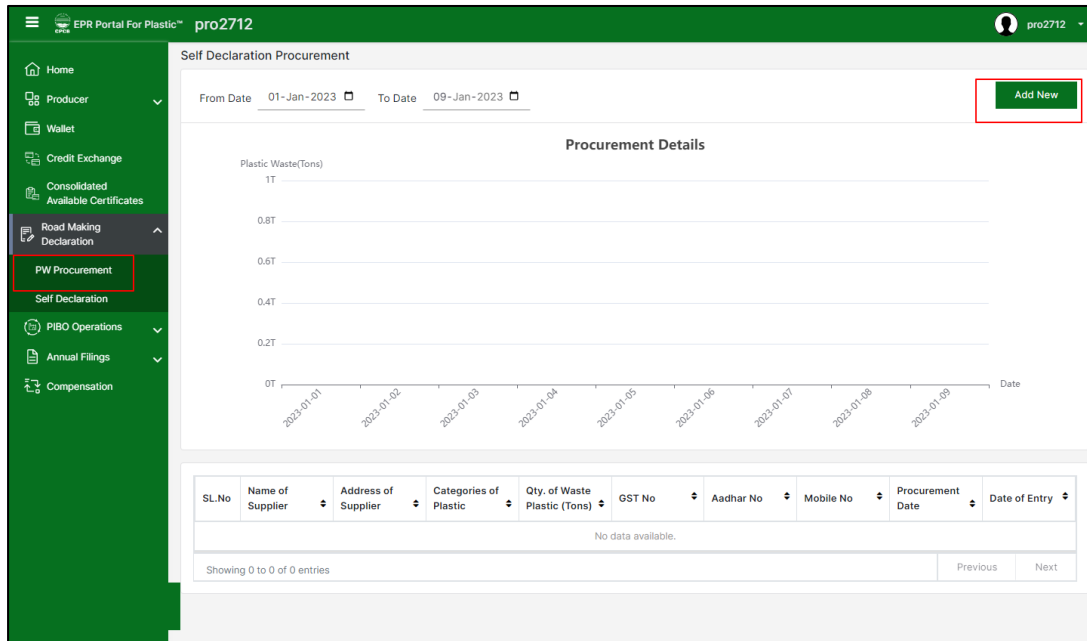 EPR Portal For Plastic™ pro2712
pro2712
CPCB
Home
Producer
Wallet
Credit Exchange
Consolidated
Available Certificates
Road Making
Declaration
PW Procurement
Self Declaration
PIBO Operations
Annual Filings
Compensation
Self Declaration Procurement
From Date 01-Jan-2023 To Date 09-Jan-2023
Add New
Procurement Details
Plastic Waste(Tons)
1T
0.8T
0.6T
0.4T
0.2T
0T
Date
2023-01-01 2023-01-02 2023-01-03 2023-01-04 2023-01-05 2023-01-06 2023-01-07 2023-01-08 2023-01-09
SL.No
Name of
Supplier
Address of
Supplier
Categories of
Plastic
Qty. of Waste
Plastic (Tons)
GST No
Aadhar No
Mobile No
Procurement
Date
Date of Entry
No data available.
Showing 0 to 0 of 0 entries
Previous Next